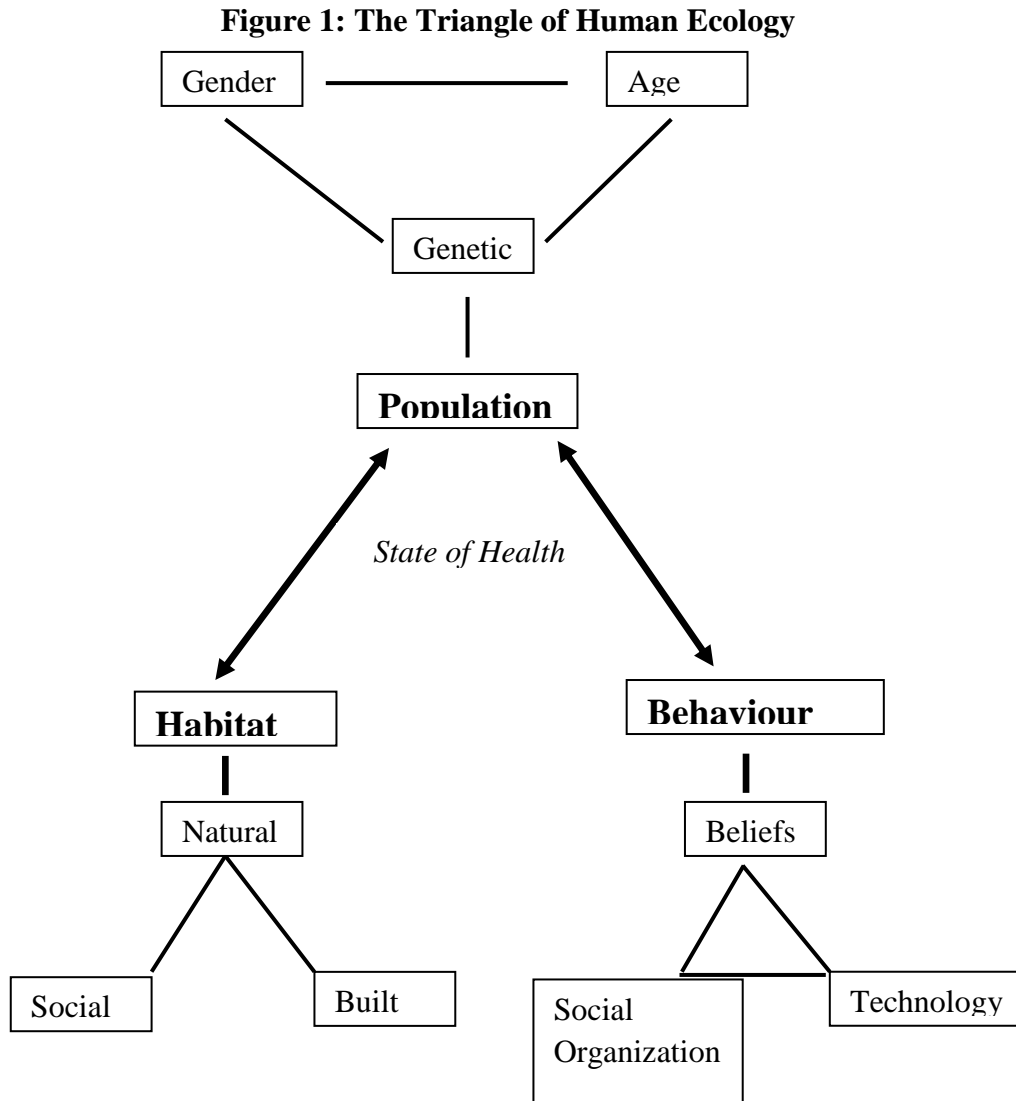 Figure 1: The Triangle of Human Ecology
Gender
Age
Genetic
Population
State of Health
Habitat
Behaviour
Natural
Beliefs
Social
Built
Social
Organization
Technology